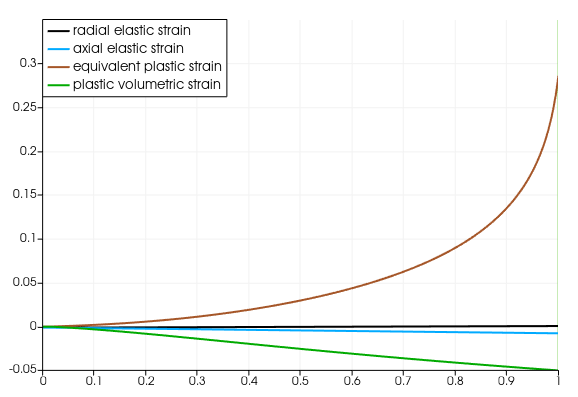 radial elastic strain
axial elastic strain
equivalent plastic strain
plastic volumetric strain
0.3
0.25
0.2
0.15
0.1
0.05
0
-0.05
0 0.1 0.2 0.3 0.4 0.5 0.6 0.7 0.8 0.9 1